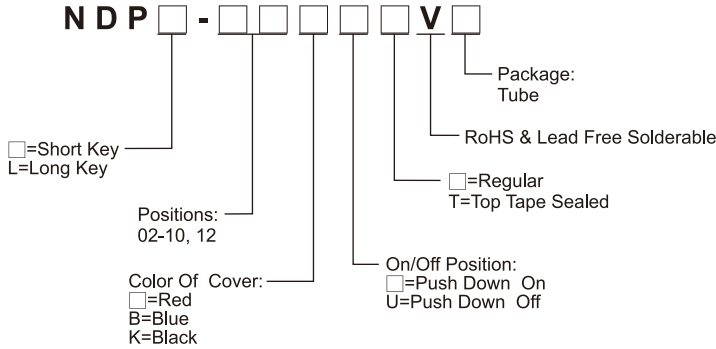 NDP□-□□□□□V□
Package:
Tube
RoHS & Lead Free Solderable
□=Short Key
L=Long Key
□=Regular
T=Top Tape Sealed
Positions:
02-10, 12
On/Off Position:
□=Push Down On
U=Push Down Off
Color Of Cover:
□=Red
B=Blue
K=Black